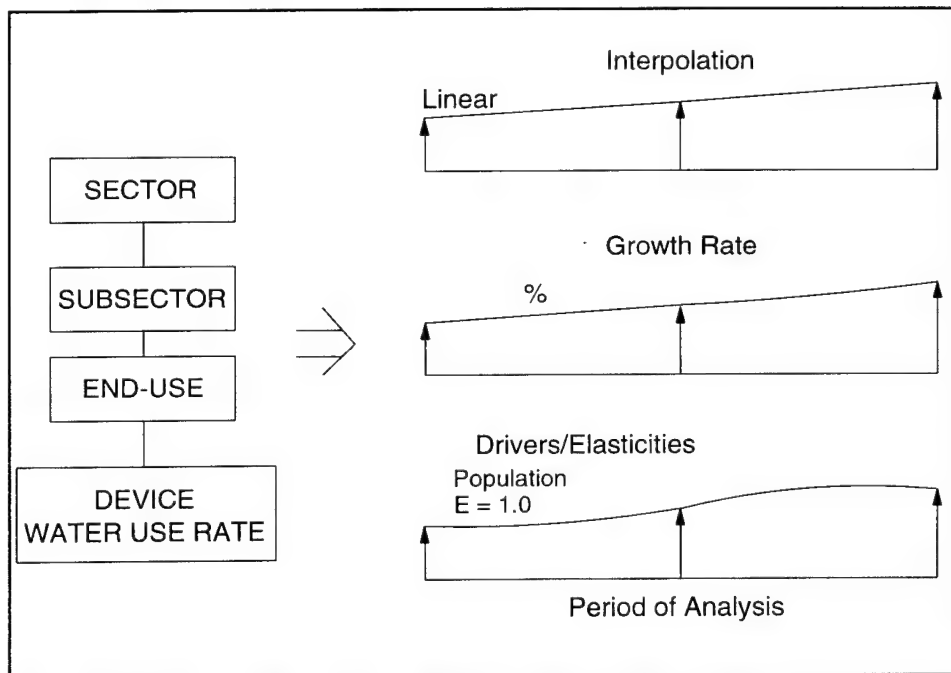 SECTOR
SUBSECTOR
END-USE
DEVICE
WATER USE RATE
Interpolation
Linear
Growth Rate
%
Drivers/Elasticities
Population
E = 1.0
Period of Analysis